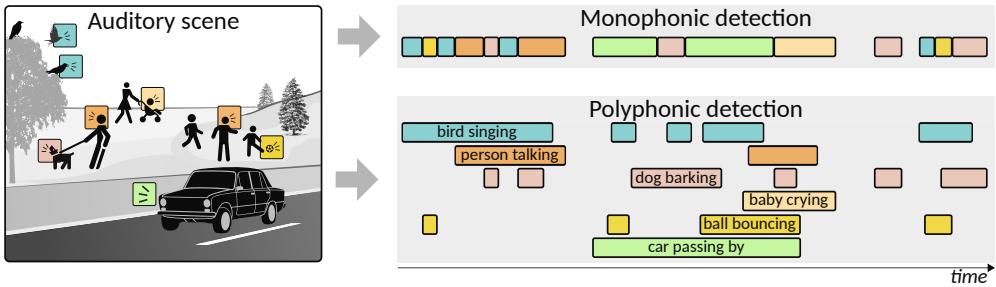 Auditory scene
Monophonic detection
Polyphonic detection
bird singing
person talking
dog barking
baby crying
ball bouncing
car passing by
time